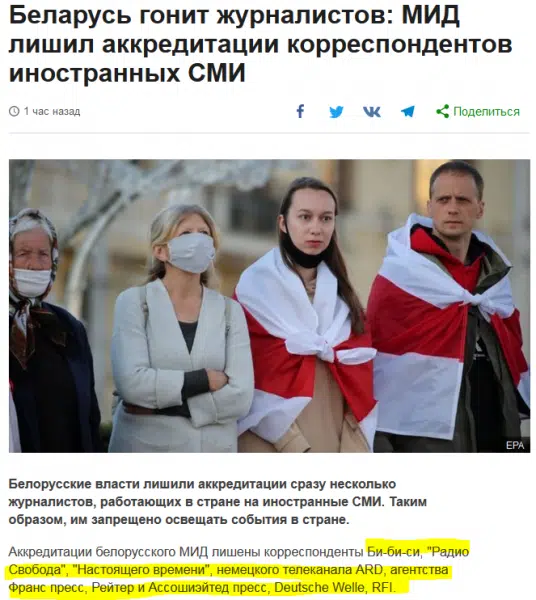 Беларусь гонит журналистов: МИД
лишил аккредитации корреспондентов
иностранных СМИ
1 час назад
Поделиться
EPA
Белорусские власти лишили аккредитации сразу несколько
журналистов, работающих в стране на иностранные СМИ. Таким
образом, им запрещено освещать события в стране.
Аккредитации белорусского МИД лишены корреспонденты Би-би-си, "Радио
Свобода", "Настоящего времени", немецкого телеканала ARD, агентства
Франс пресс, Рейтер и Ассошиэйтед пресс, Deutsche Welle, RFI.